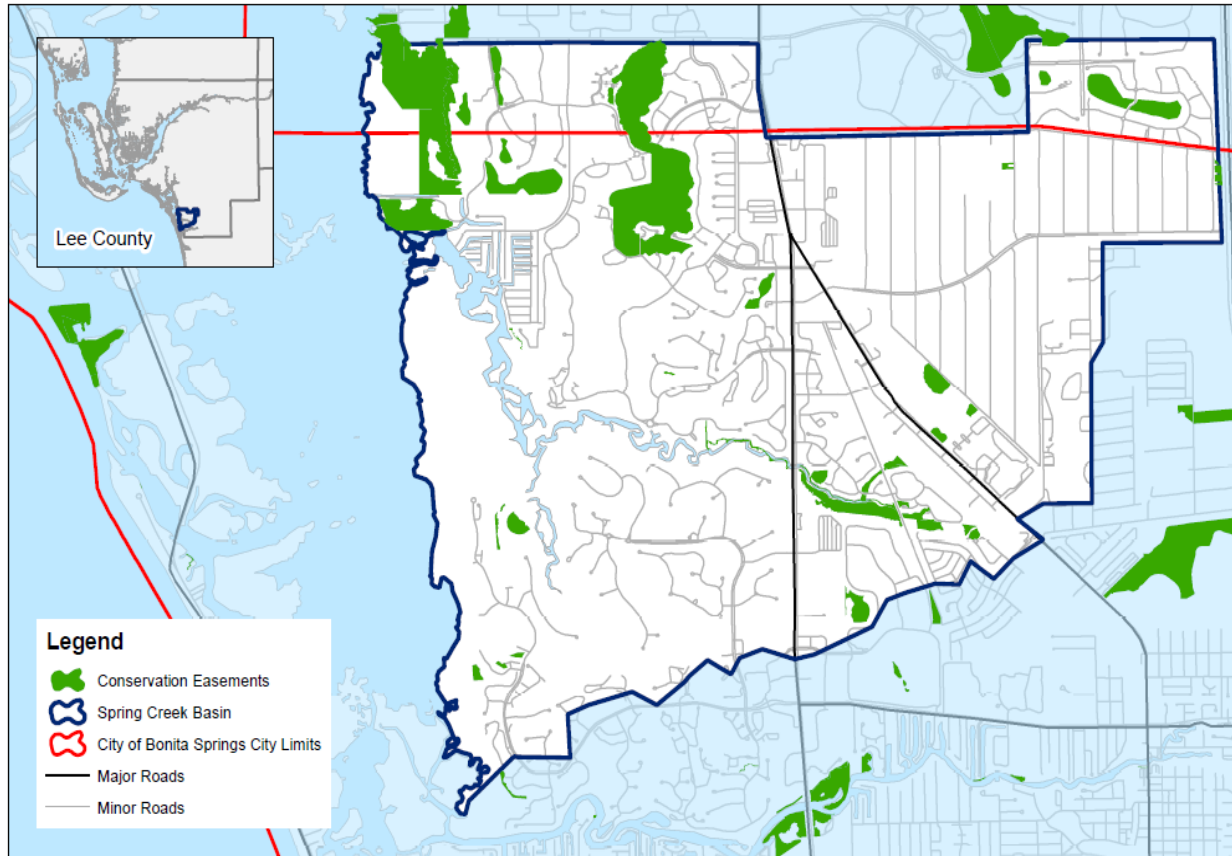 Lee County
Legend
Conservation Easements
Spring Creek Basin
City of Bonita Springs City Limits
Major Roads
Minor Roads